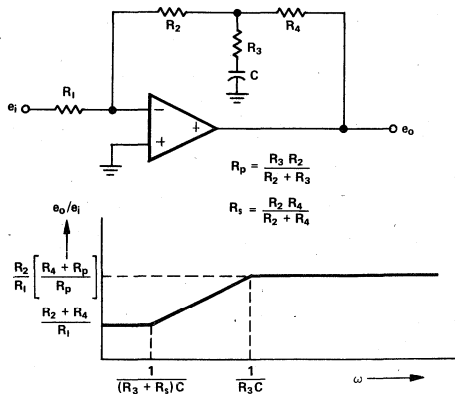 R2
R4
R3
C
R1
ei
−
+
+
eo
Rp = R3 R2 / R2 + R3
Rs = R2 R4 / R2 + R4
eo/ei
R2/R1 [R4 + Rp / Rp]
R2 + R4 / R1
1 / (R3 + Rs) C
1 / R3C
ω